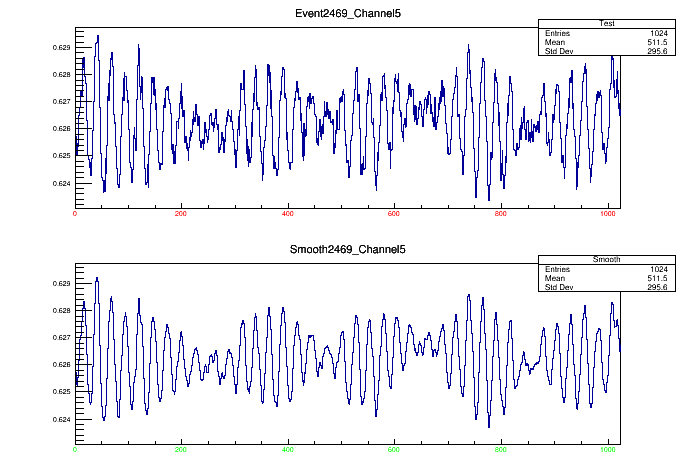 Event2469_Channel5
Test
Entries 1024
Mean 511.5
Std Dev 295.6
0.629
0.628
0.627
0.626
0.625
0.624
0 200 400 600 800 1000
Smooth2469_Channel5
Smooth
Entries 1024
Mean 511.5
Std Dev 295.6
0.629
0.628
0.627
0.626
0.625
0.624
0 200 400 600 800 1000